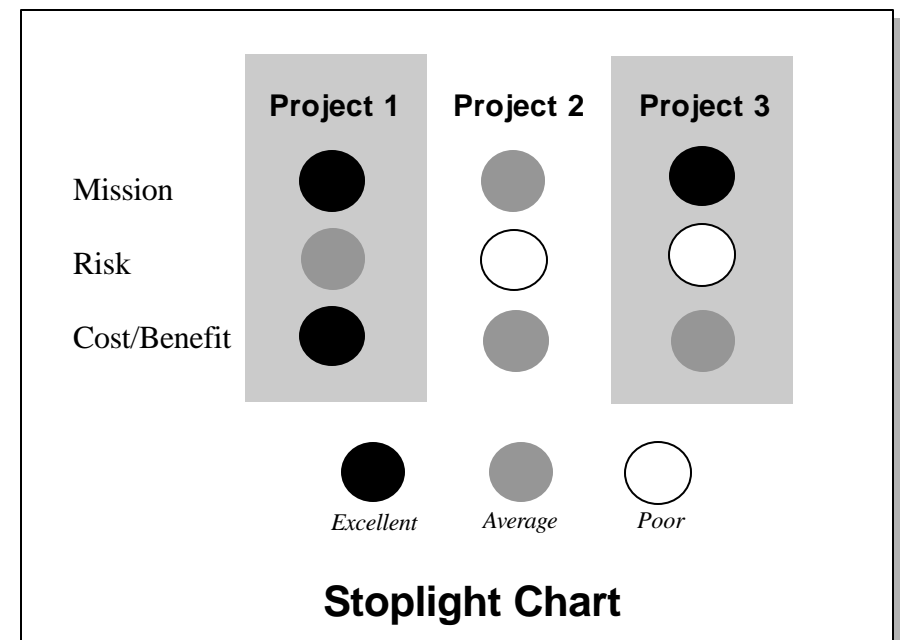 Project 1 Project 2 Project 3
Mission
Risk
Cost/Benefit
Excellent Average Poor
Stoplight Chart